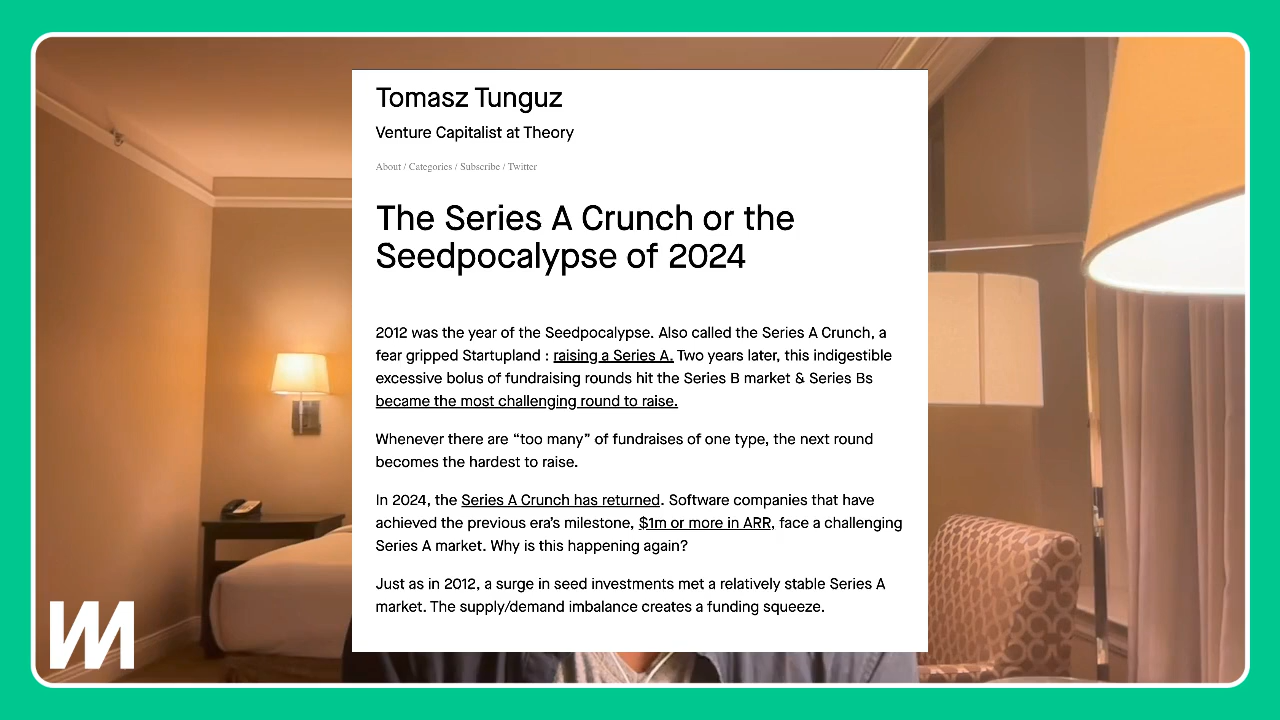 Tomasz Tunguz
Venture Capitalist at Theory
About / Categories / Subscribe / Twitter
The Series A Crunch or the
Seedpocalypse of 2024
2012 was the year of the Seedpocalypse. Also called the Series A Crunch, a
fear gripped Startupland : raising a Series A. Two years later, this indigestible
excessive bolus of fundraising rounds hit the Series B market & Series Bs
became the most challenging round to raise.
Whenever there are “too many” of fundraises of one type, the next round
becomes the hardest to raise.
In 2024, the Series A Crunch has returned. Software companies that have
achieved the previous era’s milestone, $1m or more in ARR, face a challenging
Series A market. Why is this happening again?
Just as in 2012, a surge in seed investments met a relatively stable Series A
market. The supply/demand imbalance creates a funding squeeze.